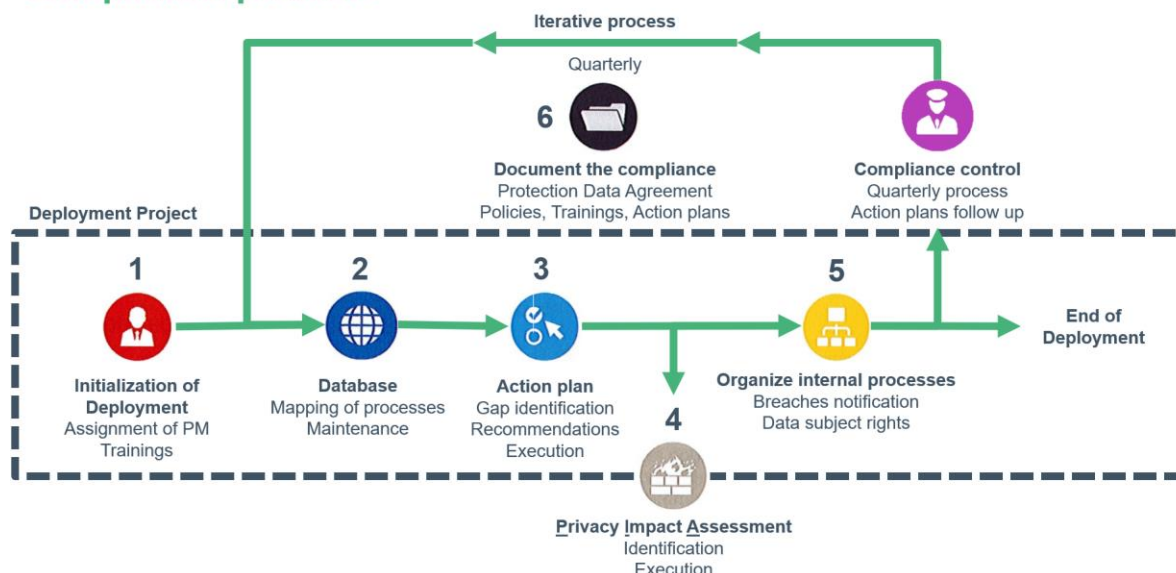 Iterative process
Quarterly
6
Document the compliance
Protection Data Agreement
Policies, Trainings, Action plans
Compliance control
Quarterly process
Action plans follow up
Deployment Project
1
Initialization of
Deployment
Assignment of PM
Trainings
2
Database
Mapping of processes
Maintenance
3
Action plan
Gap identification
Recommendations
Execution
4
Privacy Impact Assessment
Identification
Execution
5
Organize internal processes
Breaches notification
Data subject rights
End of
Deployment